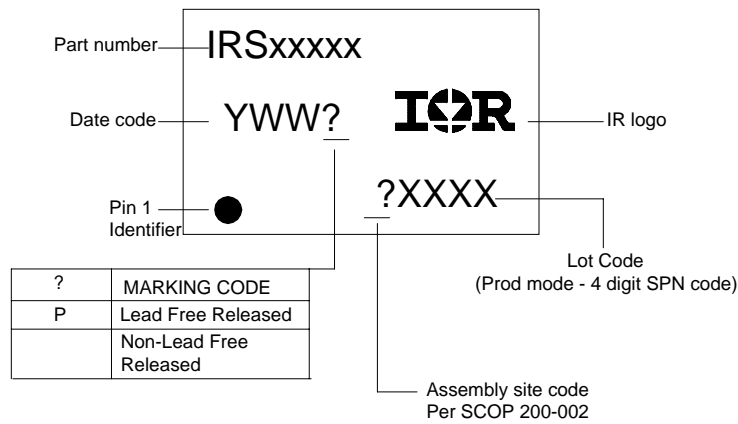 Part number
IRSxxxxx
Date code
YWW?
IOR
IR logo
?XXXX
Pin 1
Identifier
Lot Code
(Prod mode - 4 digit SPN code)
? MARKING CODE
P Lead Free Released
Non-Lead Free
Released
Assembly site code
Per SCOP 200-002